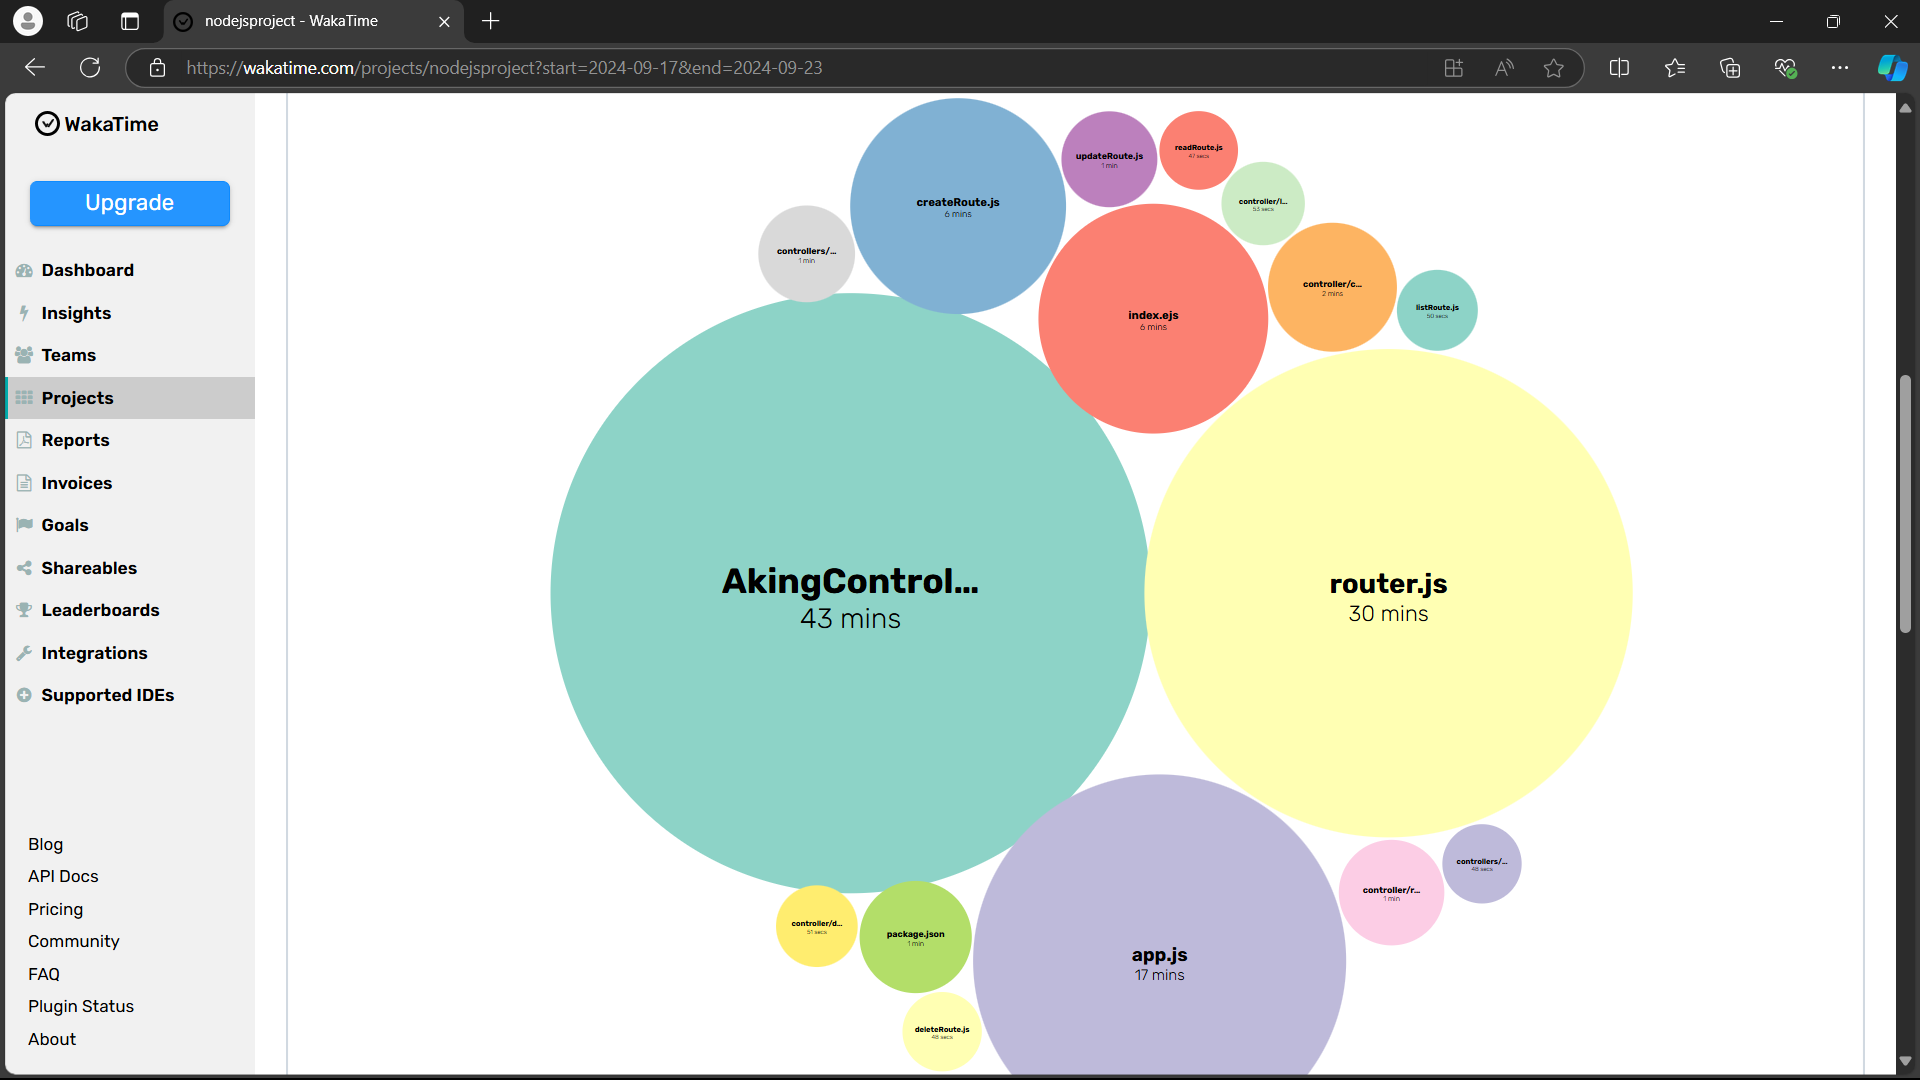 nodejsproject - WakaTime
https://wakatime.com/projects/nodejsproject?start=2024-09-17&end=2024-09-23
WakaTime
Upgrade
Dashboard
Insights
Teams
Projects
Reports
Invoices
Goals
Shareables
Leaderboards
Integrations
Supported IDEs
Blog
API Docs
Pricing
Community
FAQ
Plugin Status
About
updateRoute.js
1 min
readRoute.js
47 secs
createRoute.js
6 mins
controller/l...
53 secs
controllers/...
1 min
controller/c...
2 mins
listRoute.js
50 secs
index.ejs
6 mins
AkingControl...
43 mins
router.js
30 mins
controllers/...
48 secs
controller/r...
1 min
controller/d...
51 secs
package.json
1 min
app.js
17 mins
deleteRoute.js
48 secs